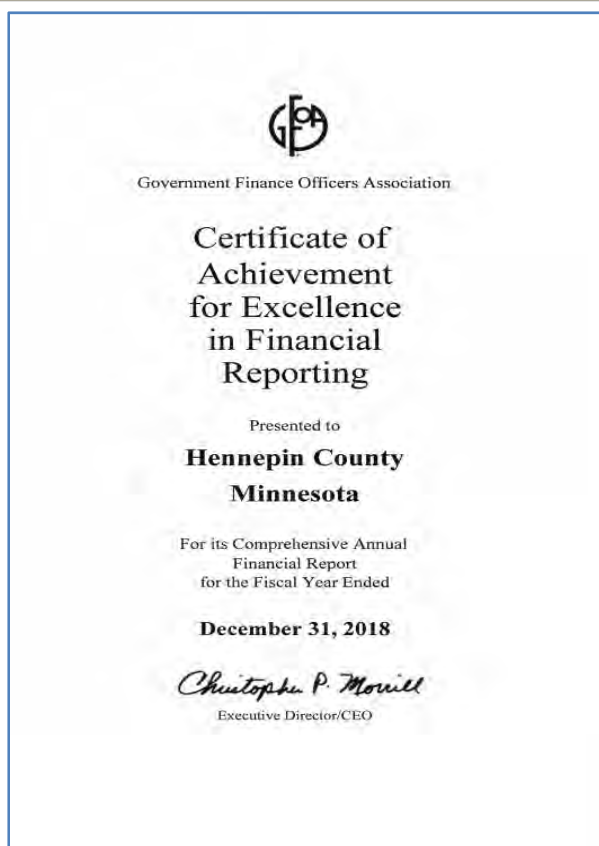 GFOA
Government Finance Officers Association
Certificate of
Achievement
for Excellence
in Financial
Reporting
Presented to
Hennepin County
Minnesota
For its Comprehensive Annual
Financial Report
for the Fiscal Year Ended
December 31, 2018
Christopher P. Morrill
Executive Director/CEO